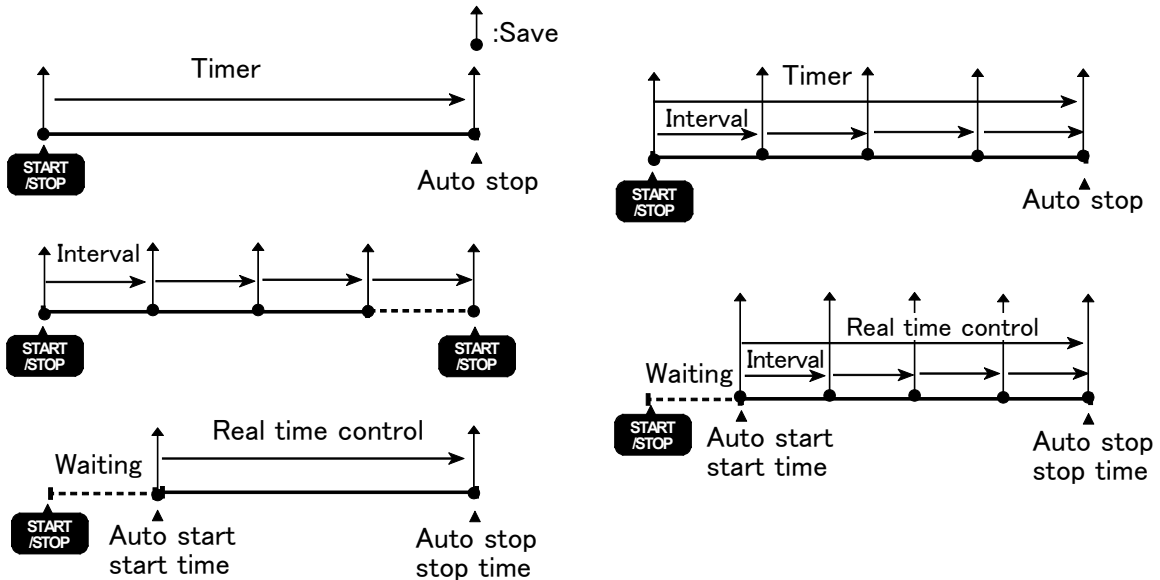 :Save
Timer
START
/STOP
Auto stop
Interval
START
/STOP
START
/STOP
Real time control
Waiting
START
/STOP
Auto start
start time
Auto stop
stop time
Timer
Interval
START
/STOP
Auto stop
Real time control
Interval
Waiting
START
/STOP
Auto start
start time
Auto stop
stop time